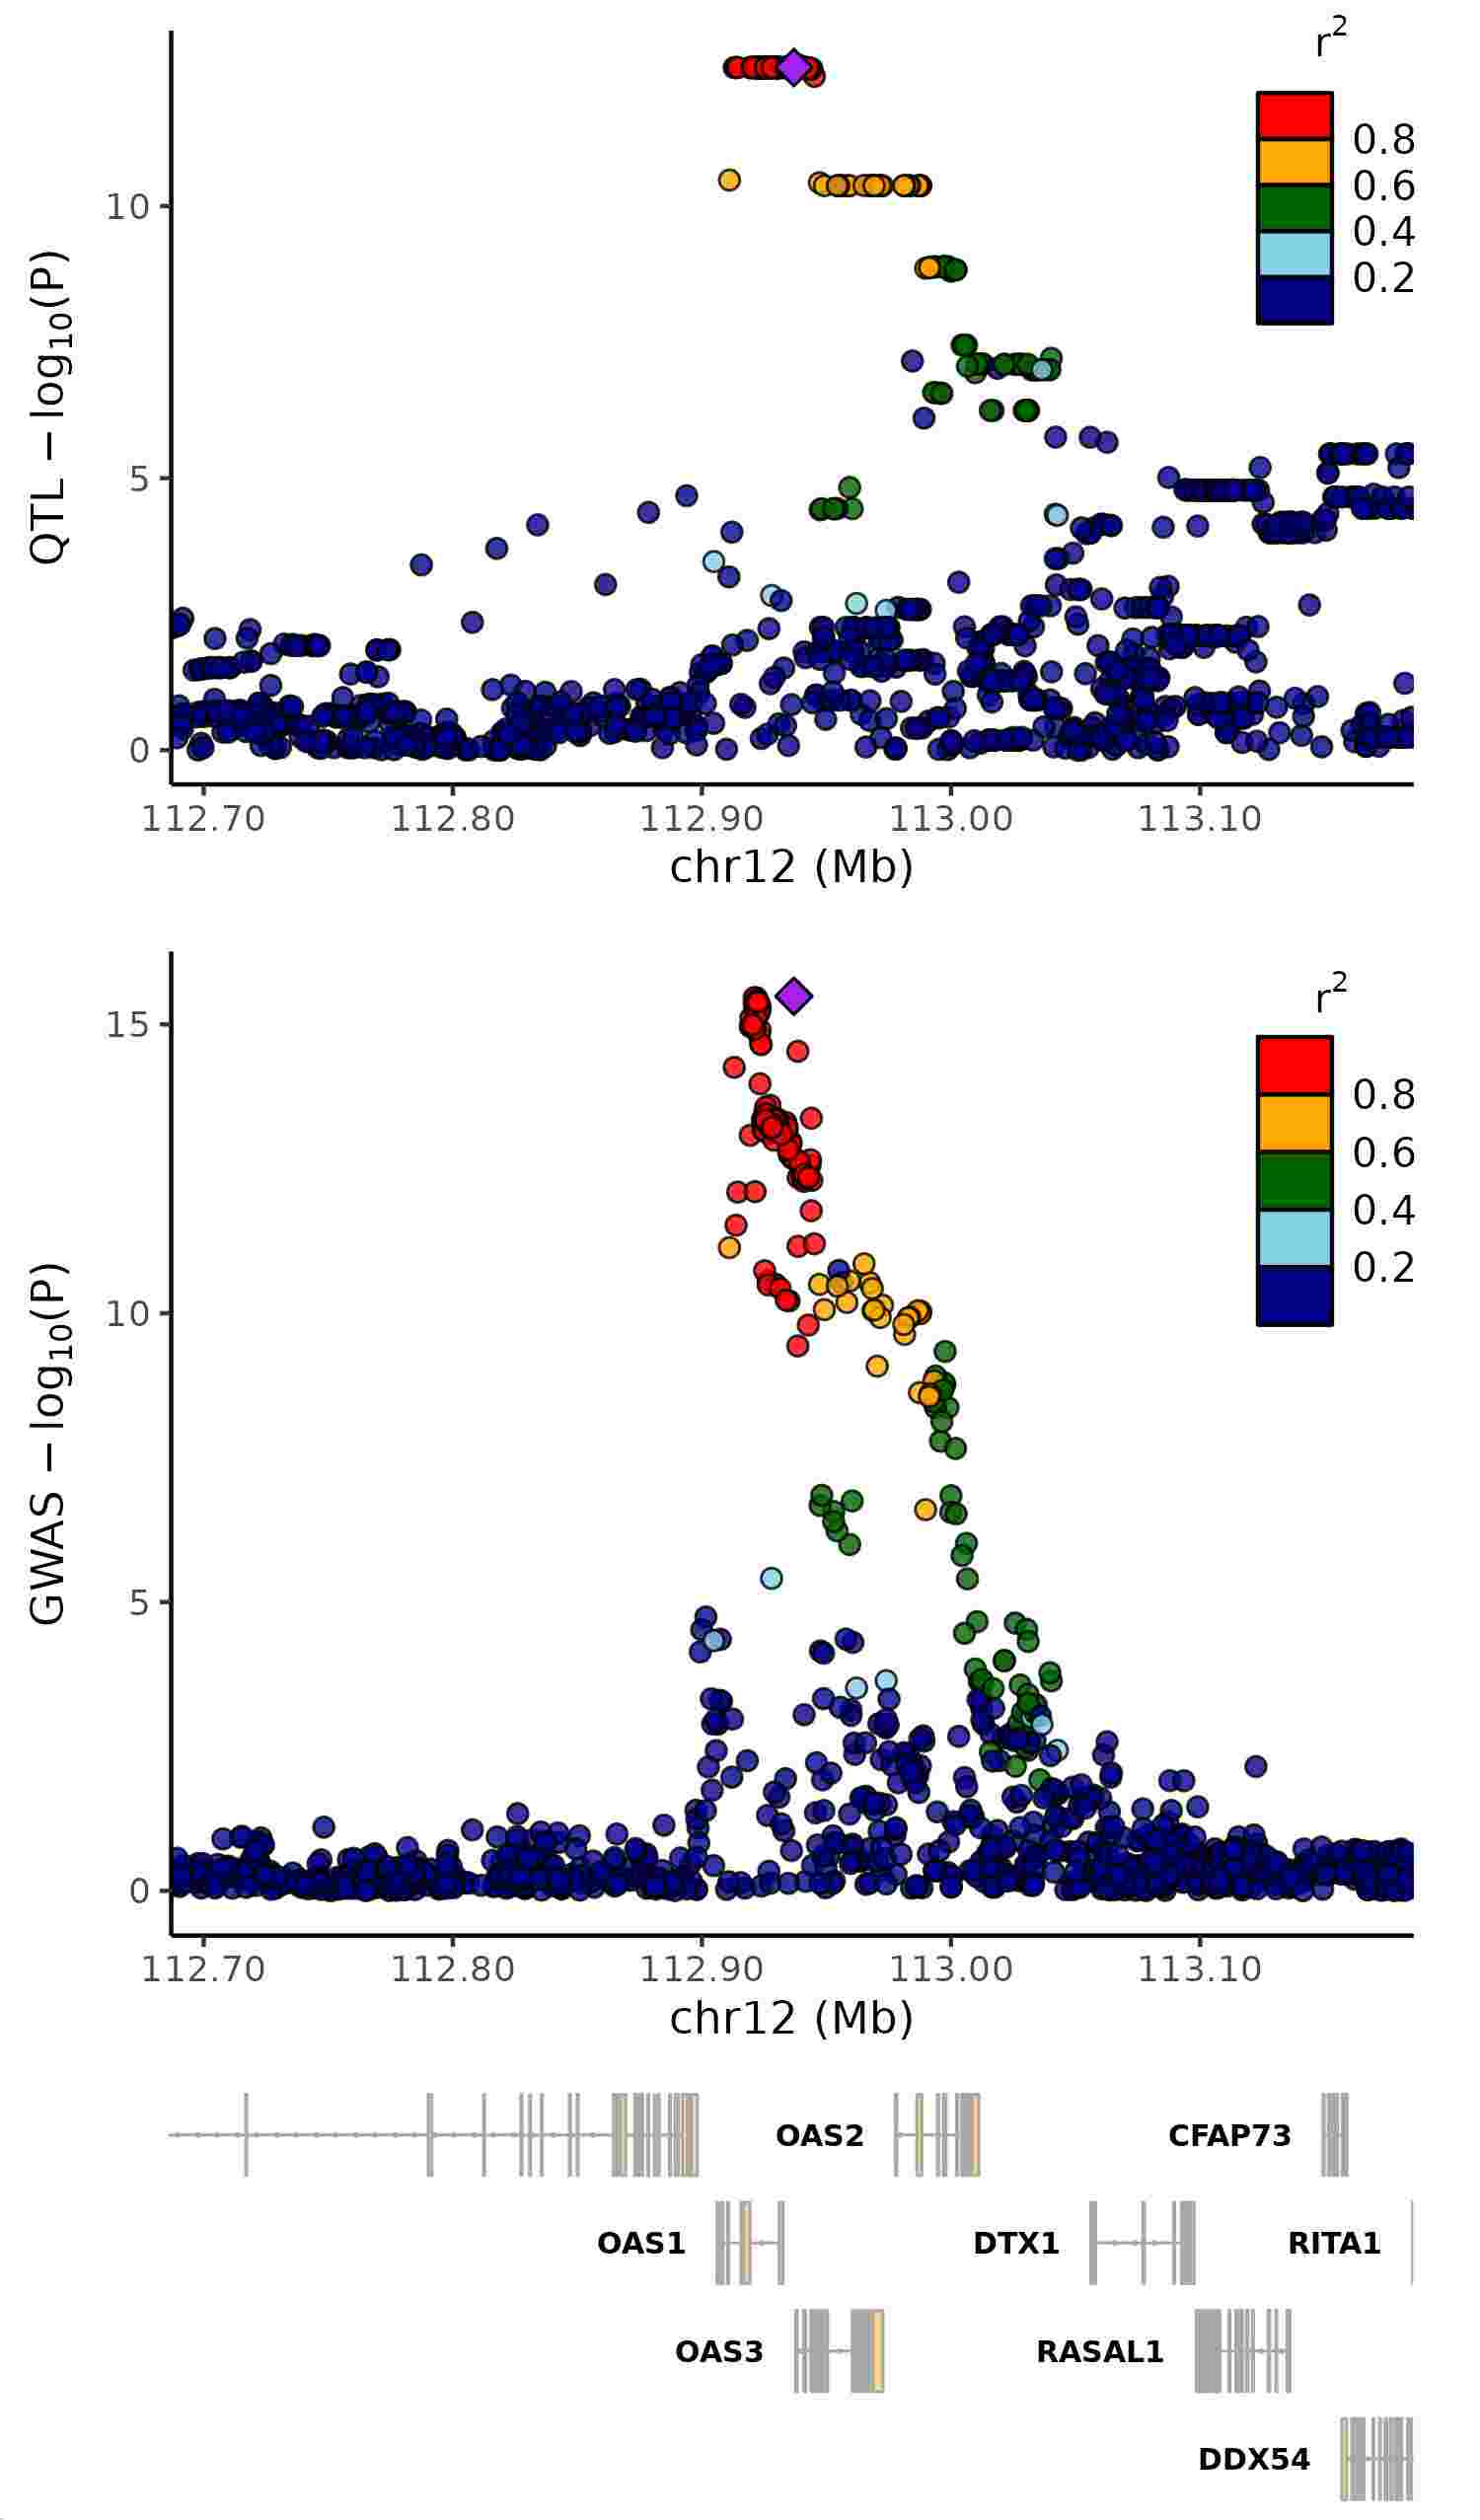 r²
0.8
0.6
0.4
0.2
10
5
0
QTL − log₁₀(P)
112.70 112.80 112.90 113.00 113.10
chr12 (Mb)
r²
0.8
0.6
0.4
0.2
15
10
5
0
GWAS − log₁₀(P)
112.70 112.80 112.90 113.00 113.10
chr12 (Mb)
OAS2 CFAP73
OAS1 DTX1 RITA1
OAS3 RASAL1
DDX54